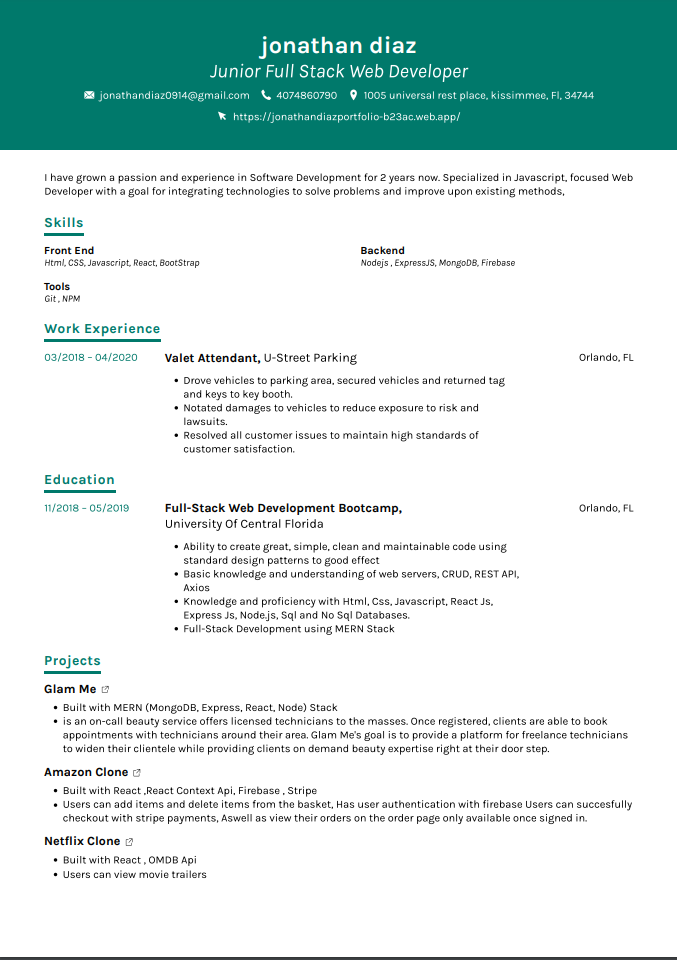 jonathan diaz
Junior Full Stack Web Developer
jonathandiaz0914@gmail.com 4074860790 1005 universal rest place, kissimmee, Fl, 34744
https://jonathandiazportfolio-b23ac.web.app/
I have grown a passion and experience in Software Development for 2 years now. Specialized in Javascript, focused Web
Developer with a goal for integrating technologies to solve problems and improve upon existing methods,
Skills
Front End Backend
Html, CSS, Javascript, React, BootStrap Nodejs , ExpressJS, MongoDB, Firebase
Tools
Git , NPM
Work Experience
03/2018 – 04/2020 Valet Attendant, U-Street Parking Orlando, FL
• Drove vehicles to parking area, secured vehicles and returned tag
and keys to key booth.
• Notated damages to vehicles to reduce exposure to risk and
lawsuits.
• Resolved all customer issues to maintain high standards of
customer satisfaction.
Education
11/2018 – 05/2019 Full-Stack Web Development Bootcamp, Orlando, FL
University Of Central Florida
• Ability to create great, simple, clean and maintainable code using
standard design patterns to good effect
• Basic knowledge and understanding of web servers, CRUD, REST API,
Axios
• Knowledge and proficiency with Html, Css, Javascript, React Js,
Express Js, Node.js, Sql and No Sql Databases.
• Full-Stack Development using MERN Stack
Projects
Glam Me
• Built with MERN (MongoDB, Express, React, Node) Stack
• is an on-call beauty service offers licensed technicians to the masses. Once registered, clients are able to book
appointments with technicians around their area. Glam Me's goal is to provide a platform for freelance technicians
to widen their clientele while providing clients on demand beauty expertise right at their door step.
Amazon Clone
• Built with React ,React Context Api, Firebase , Stripe
• Users can add items and delete items from the basket, Has user authentication with firebase Users can succesfully
checkout with stripe payments, Aswell as view their orders on the order page only available once signed in.
Netflix Clone
• Built with React , OMDB Api
• Users can view movie trailers